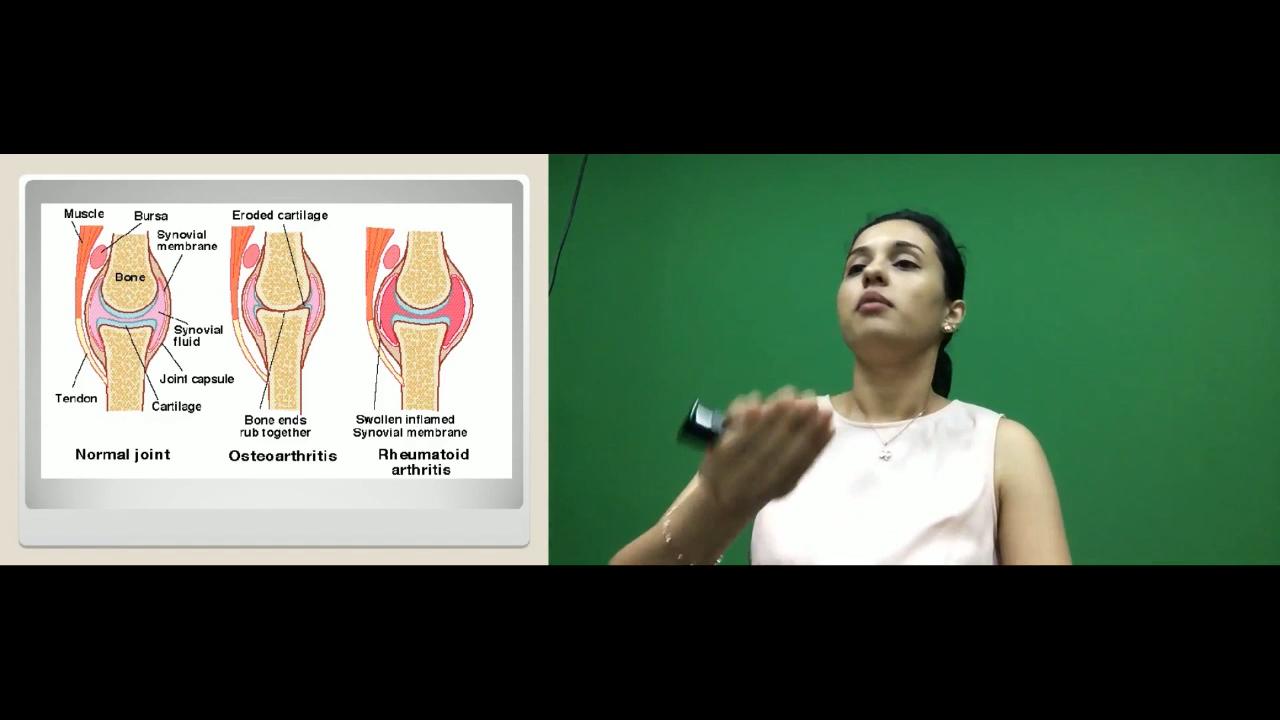 Muscle
Bursa
Synovial
membrane
Bone
Synovial
fluid
Joint capsule
Tendon
Cartilage
Normal joint
Eroded cartilage
Bone ends
rub together
Osteoarthritis
Swollen inflamed
Synovial membrane
Rheumatoid
arthritis